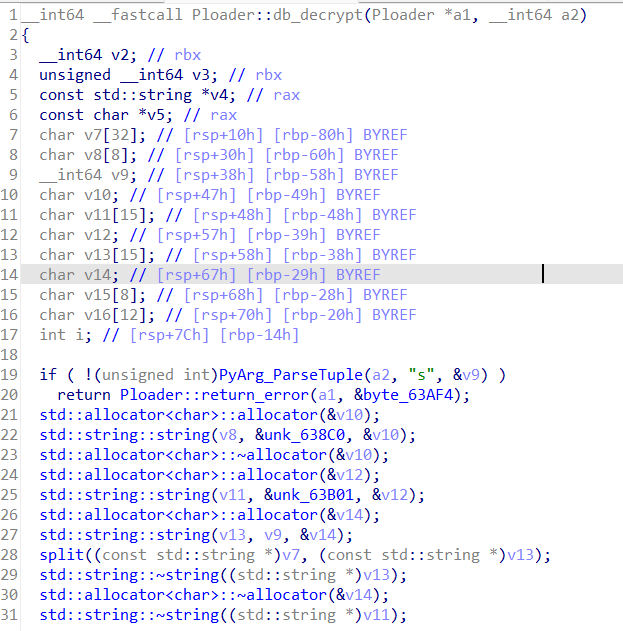 1 __int64 __fastcall Ploader::db_decrypt(Ploader *a1, __int64 a2)
2 {
3 __int64 v2; // rbx
4 unsigned __int64 v3; // rbx
5 const std::string *v4; // rax
6 const char *v5; // rax
7 char v7[32]; // [rsp+10h] [rbp-80h] BYREF
8 char v8[8]; // [rsp+30h] [rbp-60h] BYREF
9 __int64 v9; // [rsp+38h] [rbp-58h] BYREF
10 char v10; // [rsp+47h] [rbp-49h] BYREF
11 char v11[15]; // [rsp+48h] [rbp-48h] BYREF
12 char v12; // [rsp+57h] [rbp-39h] BYREF
13 char v13[15]; // [rsp+58h] [rbp-38h] BYREF
14 char v14; // [rsp+67h] [rbp-29h] BYREF
15 char v15[8]; // [rsp+68h] [rbp-28h] BYREF
16 char v16[12]; // [rsp+70h] [rbp-20h] BYREF
17 int i; // [rsp+7Ch] [rbp-14h]
18
19 if ( !(unsigned int)PyArg_ParseTuple(a2, "s", &v9) )
20 return Ploader::return_error(a1, &byte_63AF4);
21 std::allocator<char>::allocator(&v10);
22 std::string::string(v8, &unk_638C0, &v10);
23 std::allocator<char>::~allocator(&v10);
24 std::allocator<char>::allocator(&v12);
25 std::string::string(v11, &unk_63B01, &v12);
26 std::allocator<char>::allocator(&v14);
27 std::string::string(v13, v9, &v14);
28 split((const std::string *)v7, (const std::string *)v13);
29 std::string::~string((std::string *)v13);
30 std::allocator<char>::~allocator(&v14);
31 std::string::~string((std::string *)v11);